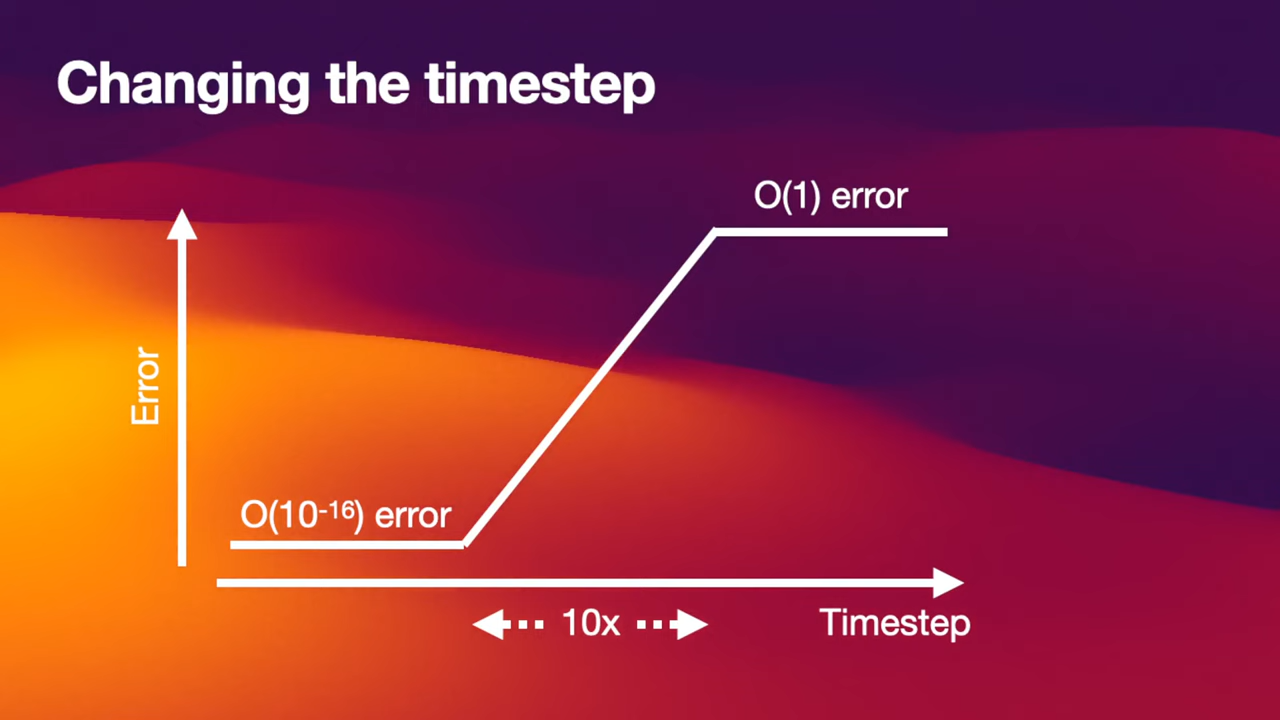 Changing the timestep
O(1) error
Error
O(10⁻¹⁶) error
10x
Timestep